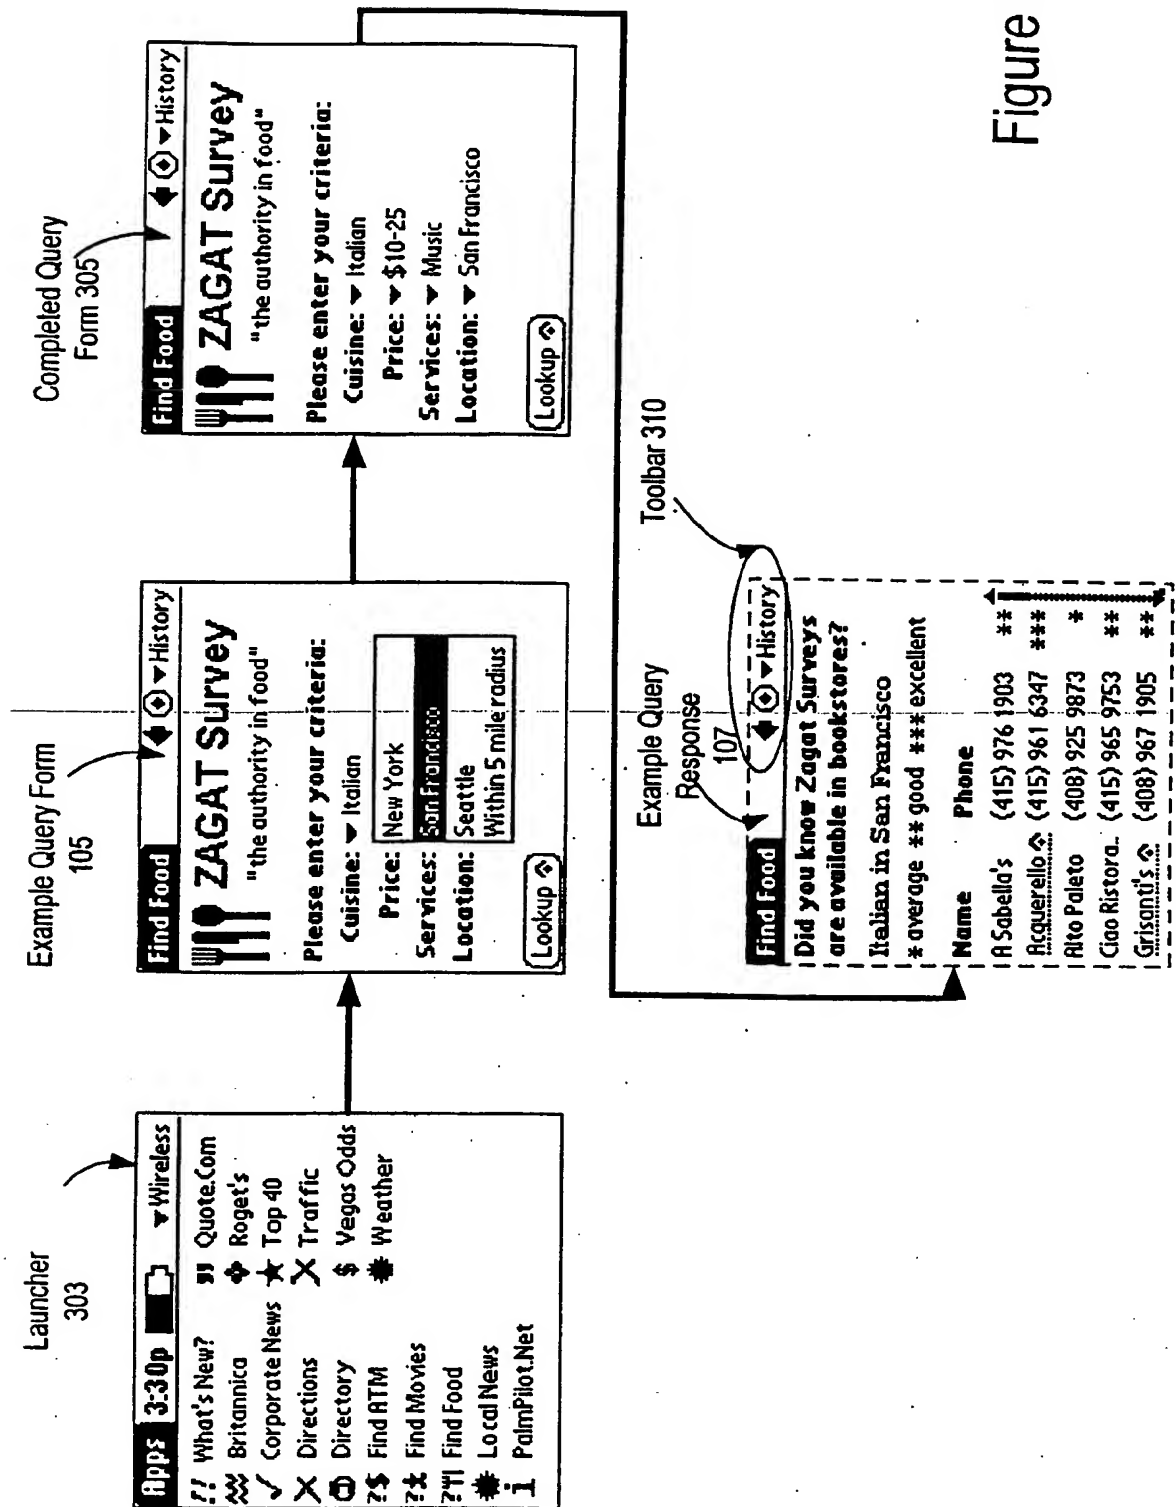 Launcher
303
Apps 3:30p Wireless
?? What's New?
Britannica
Corporate News
Directions
Directory
?$ Find ATM
? Find Movies
? Find Food
Local News
i PalmPilot.Net
Quote.Com
Roget's
Top 40
Traffic
$ Vegas Odds
Weather
Example Query Form
105
Find Food History
ZAGAT Survey
"the authority in food"
Please enter your criteria:
Cuisine: Italian
Price:
Services:
Location:
New York
San Francisco
Seattle
Within 5 mile radius
Lookup
Completed Query
Form 305
Find Food History
ZAGAT Survey
"the authority in food"
Please enter your criteria:
Cuisine: Italian
Price: $10-25
Services: Music
Location: San Francisco
Lookup
Example Query
Response
107
Toolbar 310
Find Food History
Did you know Zagat Surveys
are available in bookstores?
Italian in San Francisco
* average ** good *** excellent
Name Phone
A Sabella's (415) 976 1903 **
Acquerello (415) 961 6347 ***
Alto Paleto (408) 925 9873 *
Ciao Ristora.. (415) 965 9753 **
Grisanti's (408) 967 1905 **
Figure